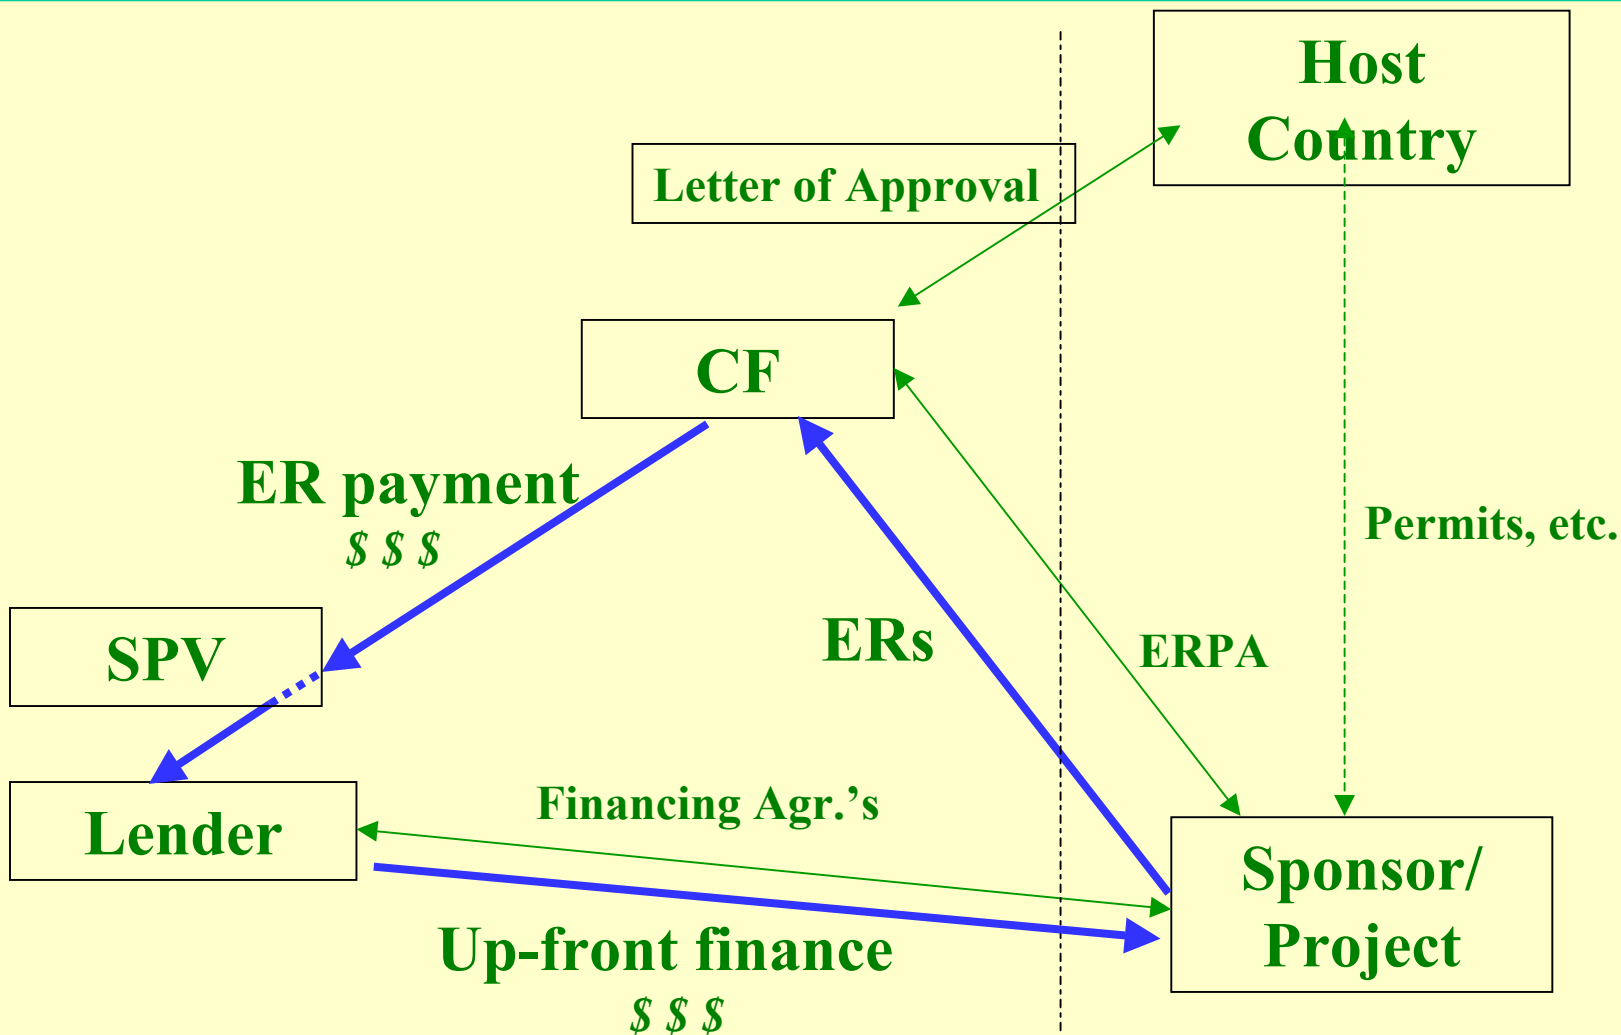 Host
Country
Letter of Approval
CF
ER payment
$ $ $
Permits, etc.
SPV
ERs
ERPA
Lender
Financing Agr.’s
Sponsor/
Project
Up-front finance
$ $ $